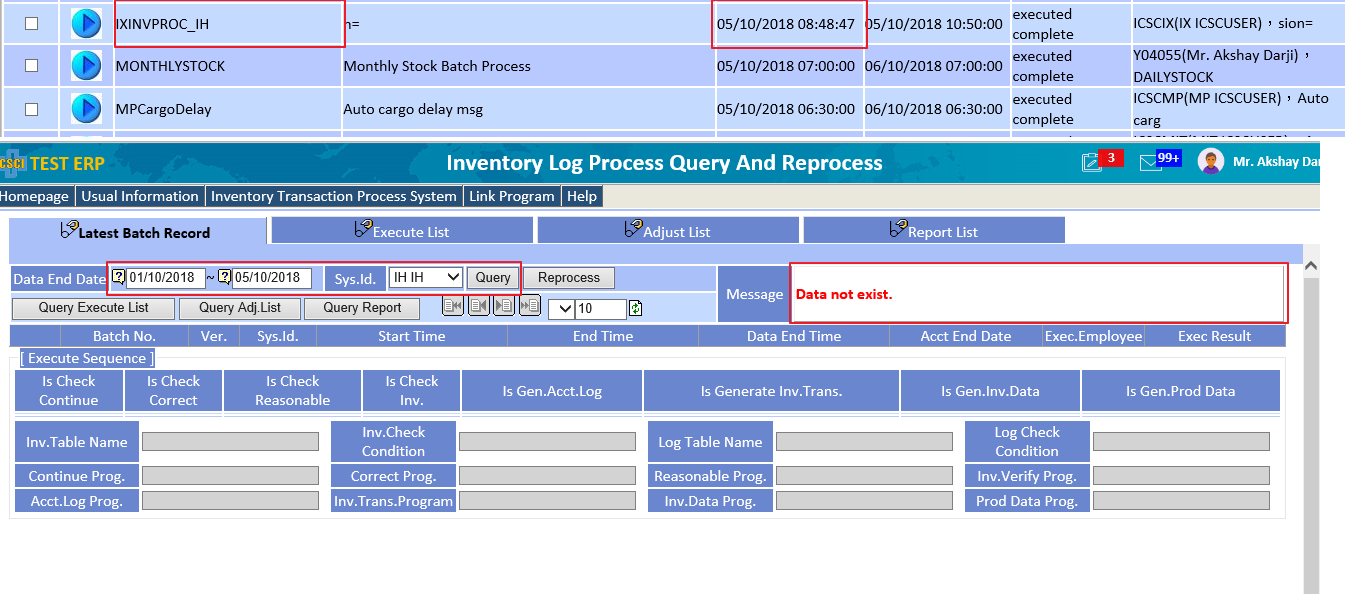 IXINVPROC_IH n= 05/10/2018 08:48:47 05/10/2018 10:50:00 executed complete ICSCIX(IX ICSCUSER)，sion=
MONTHLYSTOCK Monthly Stock Batch Process 05/10/2018 07:00:00 06/10/2018 07:00:00 executed complete Y04055(Mr. Akshay Darji)，DAILYSTOCK
MPCargoDelay Auto cargo delay msg 05/10/2018 06:30:00 06/10/2018 06:30:00 executed complete ICSCMP(MP ICSCUSER)，Auto carg
CSCI TEST ERP Inventory Log Process Query And Reprocess 3 99+ Mr. Akshay Dar
Homepage Usual Information Inventory Transaction Process System Link Program Help
Latest Batch Record Execute List Adjust List Report List
Data End Date 01/10/2018 ~ 05/10/2018 Sys.Id. IH IH Query Reprocess
Message Data not exist.
Query Execute List Query Adj.List Query Report 10
Batch No. Ver. Sys.Id. Start Time End Time Data End Time Acct End Date Exec.Employee Exec Result
[ Execute Sequence ]
Is Check Continue Is Check Correct Is Check Reasonable Is Check Inv. Is Gen.Acct.Log Is Generate Inv.Trans. Is Gen.Inv.Data Is Gen.Prod Data
Inv.Table Name Inv.Check Condition Log Table Name Log Check Condition
Continue Prog. Correct Prog. Reasonable Prog. Inv.Verify Prog.
Acct.Log Prog. Inv.Trans.Program Inv.Data Prog. Prod Data Prog.